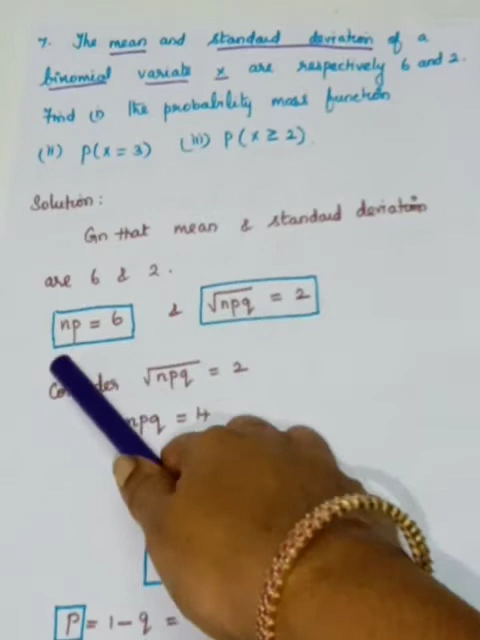 7. The mean and standard deviation of a
binomial variate x are respectively 6 and 2.
Find (i) the probability mass function
(ii) P(x = 3) (iii) P(x ≥ 2).
Solution:
Gn that mean & standard deviation
are 6 & 2.
np = 6 & √npq = 2
√npq = 2
npq = 4
P = 1 - q =